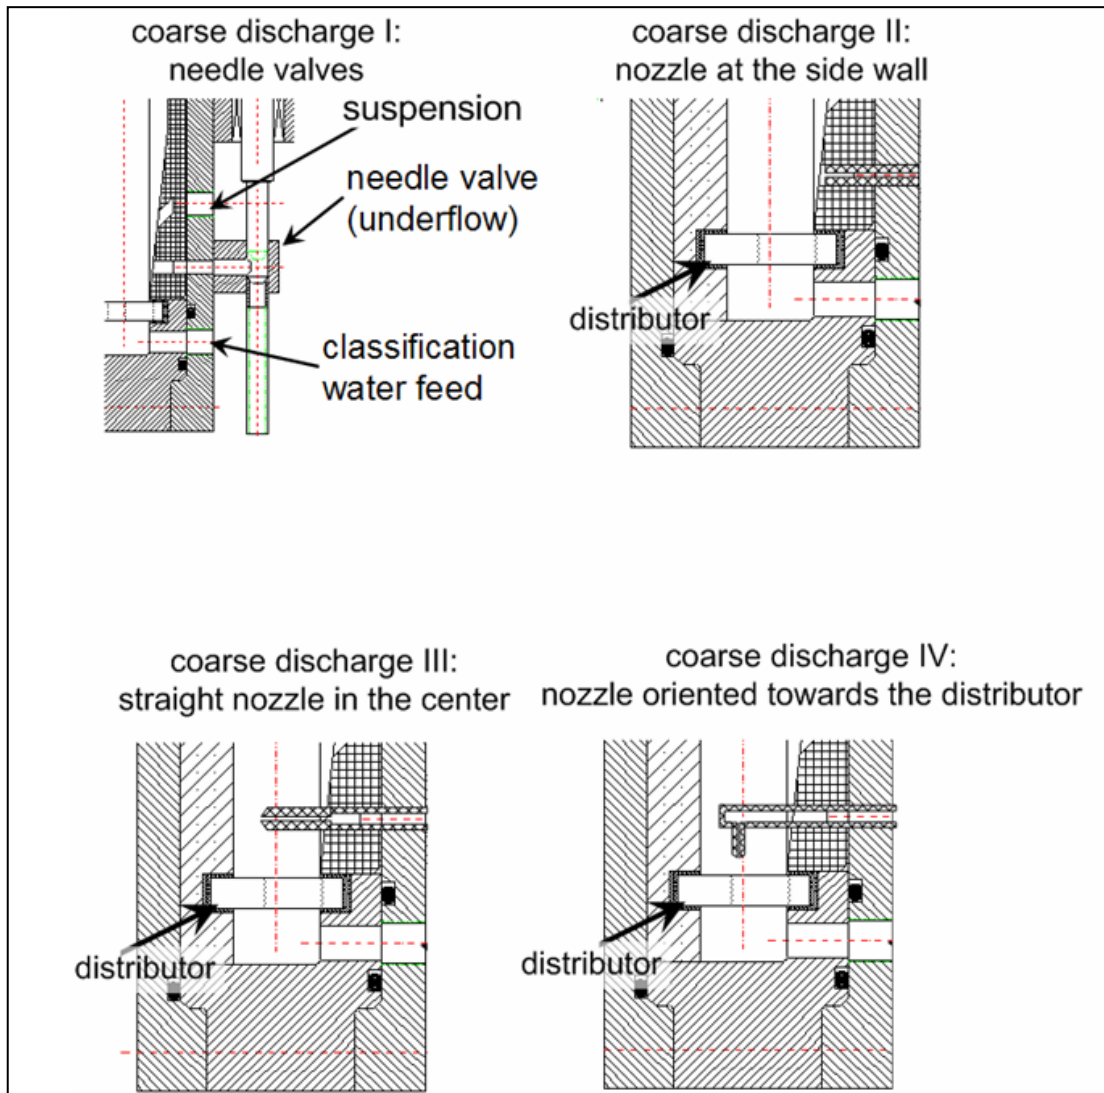 coarse discharge I:
needle valves
suspension
needle valve
(underflow)
classification
water feed
coarse discharge II:
nozzle at the side wall
distributor
coarse discharge III:
straight nozzle in the center
distributor
coarse discharge IV:
nozzle oriented towards the distributor
distributor